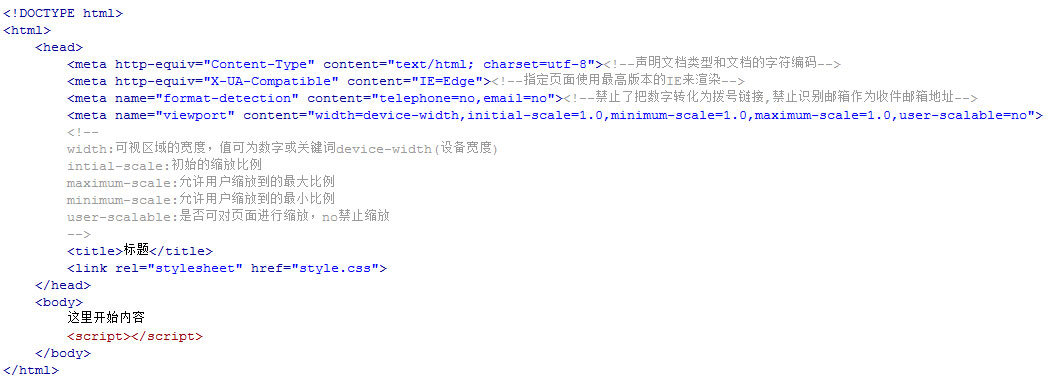 <!DOCTYPE html>
<html>
<head>
<meta http-equiv="Content-Type" content="text/html; charset=utf-8"><!--声明文档类型和文档的字符编码-->
<meta http-equiv="X-UA-Compatible" content="IE=Edge"><!--指定页面使用最高版本的IE来渲染-->
<meta name="format-detection" content="telephone=no,email=no"><!--禁止了把数字转化为拨号链接,禁止识别邮箱作为收件邮箱地址-->
<meta name="viewport" content="width=device-width,initial-scale=1.0,minimum-scale=1.0,maximum-scale=1.0,user-scalable=no">
<!--
width:可视区域的宽度，值可为数字或关键词device-width(设备宽度)
intial-scale:初始的缩放比例
maximum-scale:允许用户缩放到的最大比例
minimum-scale:允许用户缩放到的最小比例
user-scalable:是否可对页面进行缩放，no禁止缩放
-->
<title>标题</title>
<link rel="stylesheet" href="style.css">
</head>
<body>
这里开始内容
<script></script>
</body>
</html>